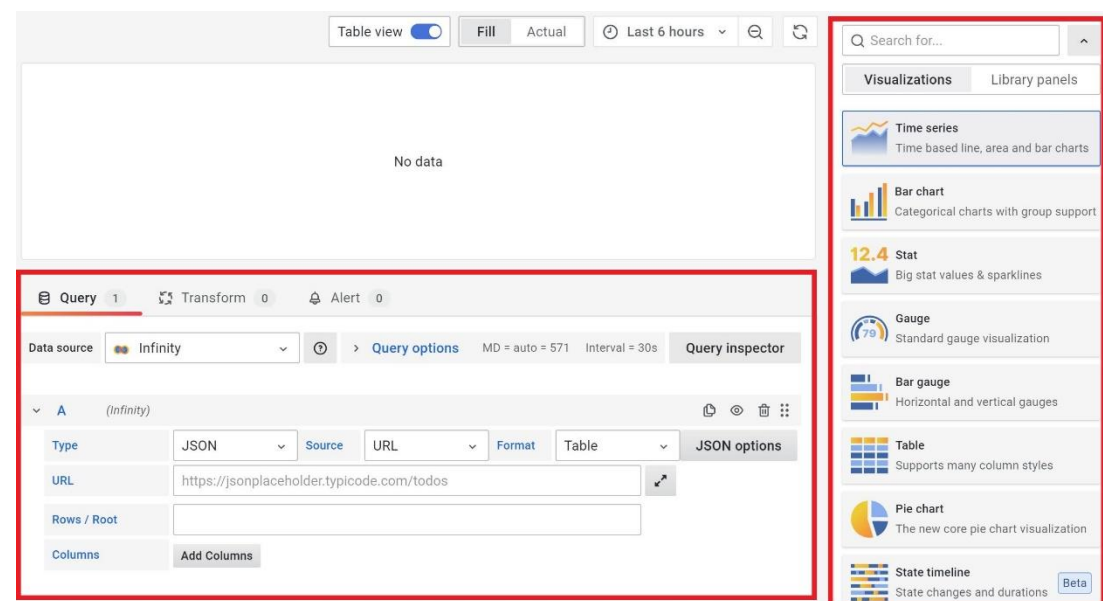 Table view Fill Actual Last 6 hours
No data
Query 1 Transform 0 Alert 0
Data source Infinity Query options MD = auto = 571 Interval = 30s Query inspector
A (Infinity)
Type JSON Source URL Format Table JSON options
URL https://jsonplaceholder.typicode.com/todos
Rows / Root
Columns Add Columns
Search for...
Visualizations Library panels
Time series
Time based line, area and bar charts
Bar chart
Categorical charts with group support
12.4 Stat
Big stat values & sparklines
Gauge
79 Standard gauge visualization
Bar gauge
Horizontal and vertical gauges
Table
Supports many column styles
Pie chart
The new core pie chart visualization
State timeline
State changes and durations Beta